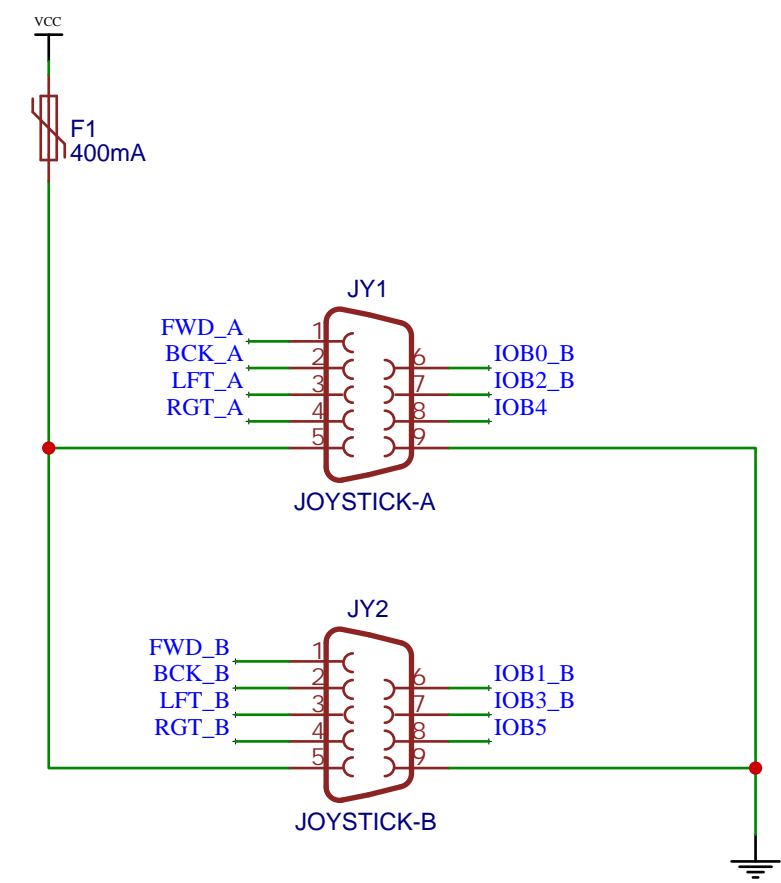 VCC
F1
400mA
JY1
FWD_A
1
BCK_A
2
6
IOB0_B
LFT_A
3
7
IOB2_B
RGT_A
4
8
IOB4
5
9
JOYSTICK-A
JY2
FWD_B
1
BCK_B
2
6
IOB1_B
LFT_B
3
7
IOB3_B
RGT_B
4
8
IOB5
5
9
JOYSTICK-B